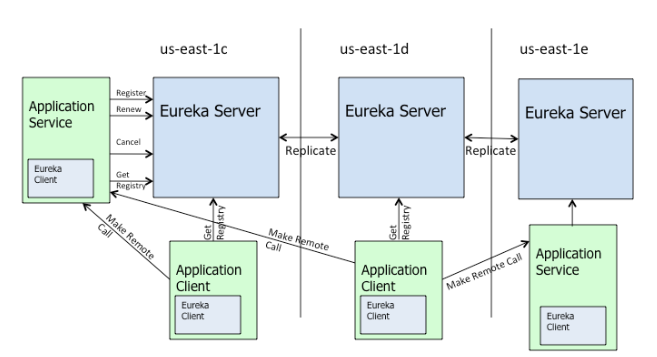 us-east-1c
us-east-1d
us-east-1e
Application
Service
Eureka
Client
Register
Renew
Cancel
Get
Registry
Eureka Server
Replicate
Eureka Server
Replicate
Eureka Server
Make Remote
Call
Get
Registry
Make Remote
Call
Get
Registry
Make Remote Call
Application
Client
Eureka
Client
Application
Client
Eureka
Client
Application
Service
Eureka
Client